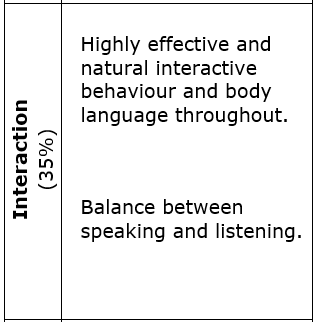 Interaction
(35%)
Highly effective and
natural interactive
behaviour and body
language throughout.
Balance between
speaking and listening.